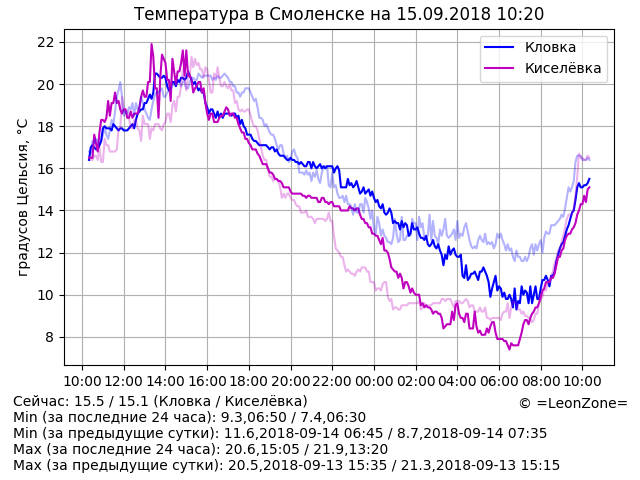 Температура в Смоленске на 15.09.2018 10:20
градусов Цельсия, °C
22
20
18
16
14
12
10
8
Кловка
Киселёвка
10:00 12:00 14:00 16:00 18:00 20:00 22:00 00:00 02:00 04:00 06:00 08:00 10:00
Сейчас: 15.5 / 15.1 (Кловка / Киселёвка)
© =LeonZone=
Min (за последние 24 часа): 9.3,06:50 / 7.4,06:30
Min (за предыдущие сутки): 11.6,2018-09-14 06:45 / 8.7,2018-09-14 07:35
Max (за последние 24 часа): 20.6,15:05 / 21.9,13:20
Max (за предыдущие сутки): 20.5,2018-09-13 15:35 / 21.3,2018-09-13 15:15